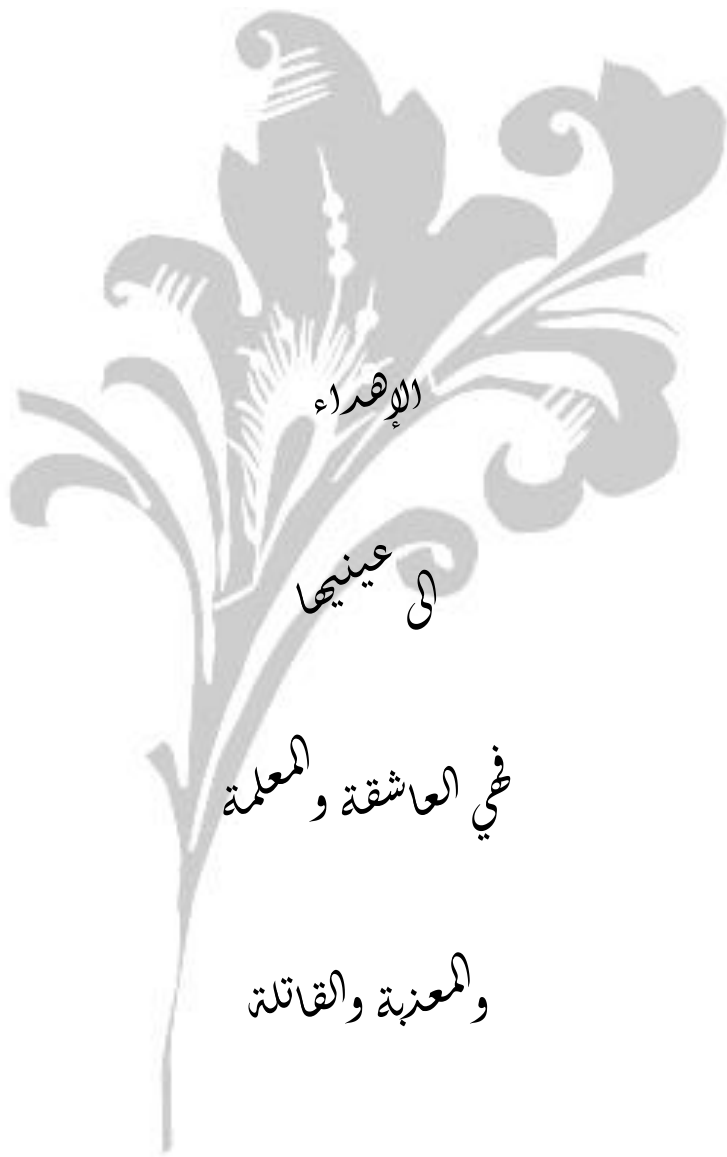 الإهداء
الى عينيها
فهي العاشقة والمعلمة
والمعذبة والقاتلة